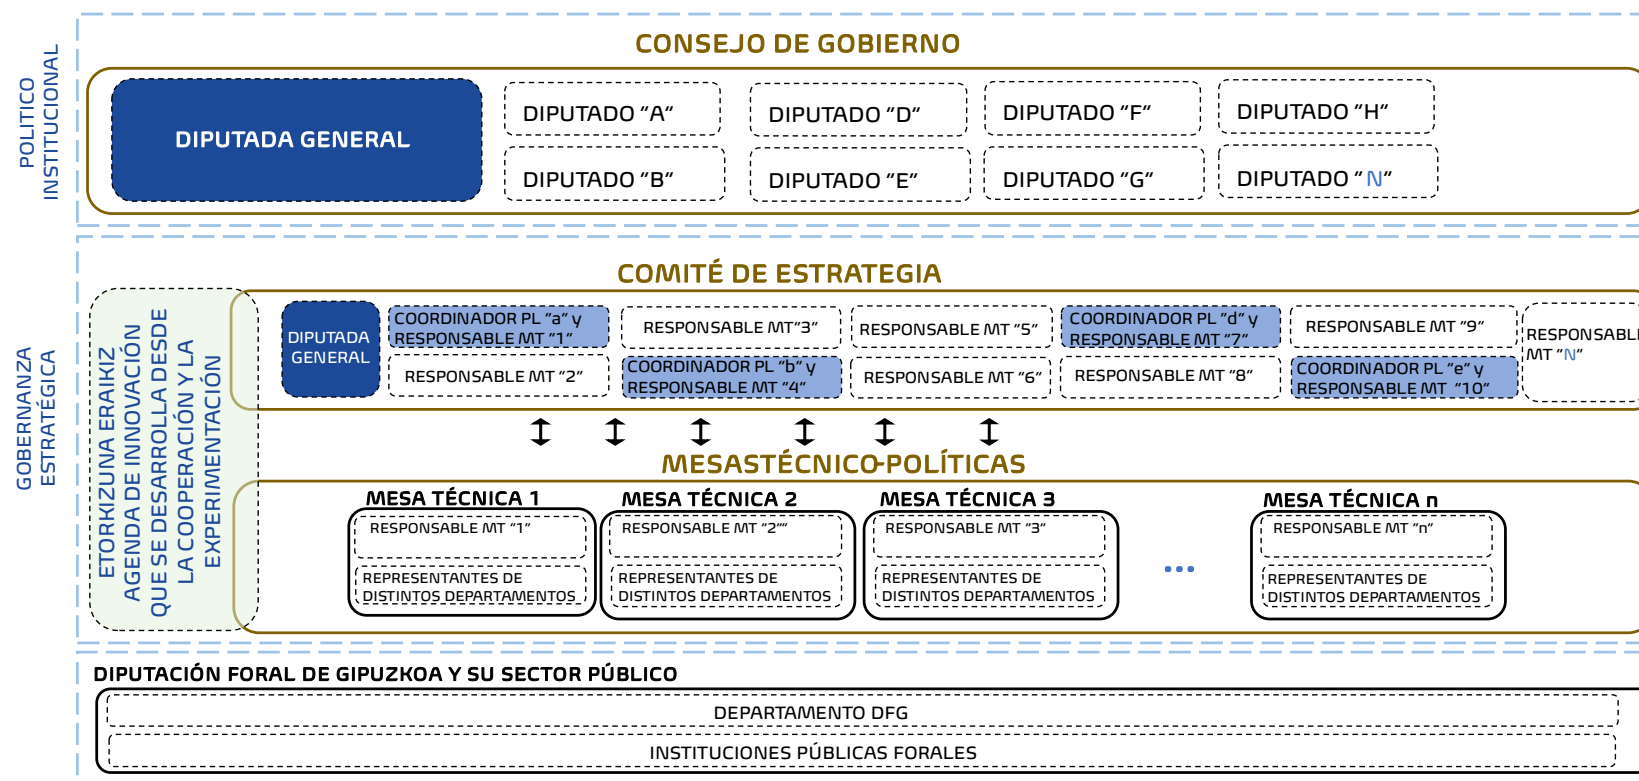 POLITICO
INSTITUCIONAL
CONSEJO DE GOBIERNO
DIPUTADA GENERAL
DIPUTADO "A"
DIPUTADO "D"
DIPUTADO "F"
DIPUTADO "H"
DIPUTADO "B"
DIPUTADO "E"
DIPUTADO "G"
DIPUTADO "N"
GOBERNANZA
ESTRATÉGICA
ETORKIZUNA ERAIKIZ
AGENDA DE INNOVACIÓN
QUE SE DESARROLLA DESDE
LA COOPERACIÓN Y LA
EXPERIMENTACIÓN
COMITÉ DE ESTRATEGIA
DIPUTADA
GENERAL
COORDINADOR PL "a" y
RESPONSABLE MT "1"
RESPONSABLE MT "2"
RESPONSABLE MT"3"
COORDINADOR PL "b" y
RESPONSABLE MT "4"
RESPONSABLE MT "5"
RESPONSABLE MT "6"
COORDINADOR PL "d" y
RESPONSABLE MT "7"
RESPONSABLE MT "8"
RESPONSABLE MT "9"
COORDINADOR PL "e" y
RESPONSABLE MT "10"
RESPONSABLE
MT "N"
MESASTÉCNICO-POLÍTICAS
MESA TÉCNICA 1
RESPONSABLE MT "1"
REPRESENTANTES DE
DISTINTOS DEPARTAMENTOS
MESA TÉCNICA 2
RESPONSABLE MT "2""
REPRESENTANTES DE
DISTINTOS DEPARTAMENTOS
MESA TÉCNICA 3
RESPONSABLE MT "3"
REPRESENTANTES DE
DISTINTOS DEPARTAMENTOS
...
MESA TÉCNICA n
RESPONSABLE MT "n"
REPRESENTANTES DE
DISTINTOS DEPARTAMENTOS
DIPUTACIÓN FORAL DE GIPUZKOA Y SU SECTOR PÚBLICO
DEPARTAMENTO DFG
INSTITUCIONES PÚBLICAS FORALES